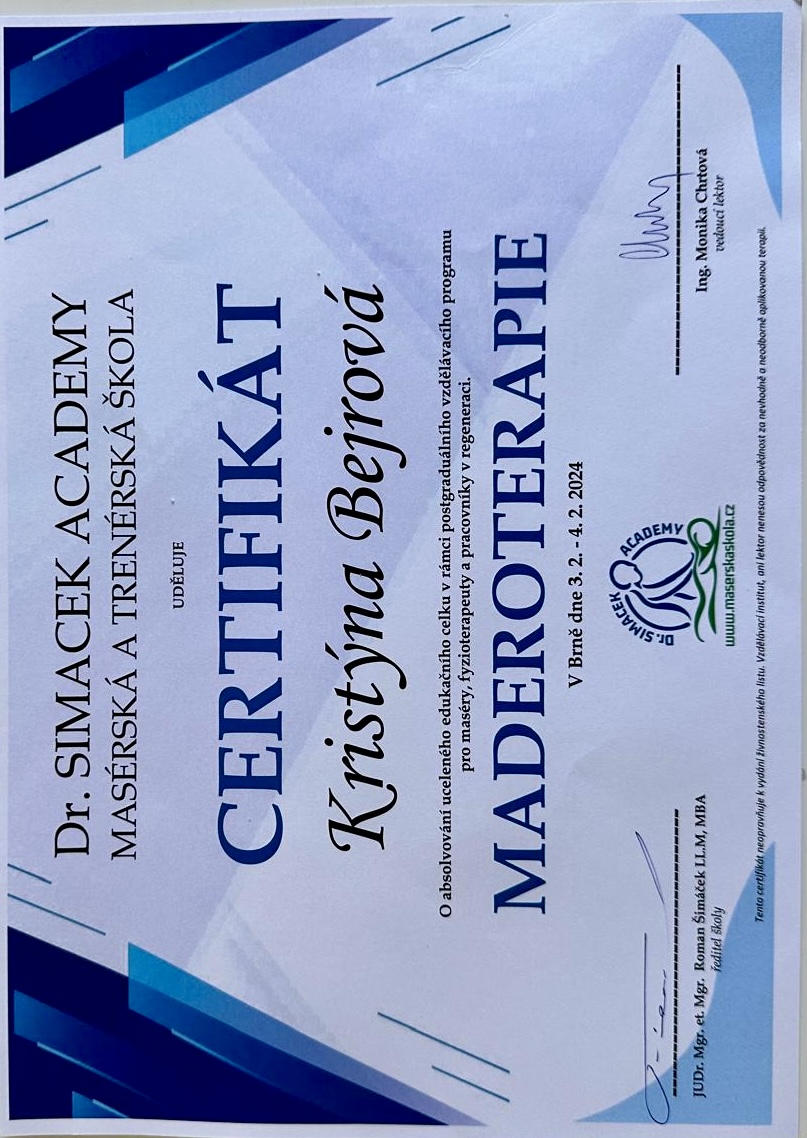 Dr. SIMACEK ACADEMY
MASÉRSKÁ A TRENÉRSKÁ ŠKOLA
UDĚLUJE
CERTIFIKÁT
Kristýna Bejrová
O absolvování uceleného edukačního celku v rámci postgraduálního vzdělávacího programu
pro maséry, fyzioterapeuty a pracovníky v regeneraci.
MADEROTERAPIE
V Brně dne 3. 2. - 4. 2. 2024
Dr. SIMACEK ACADEMY
www.maserskaskola.cz
JUDr. Mgr. et. Mgr. Roman Šimáček LL.M, MBA
ředitel školy
Ing. Monika Chrtová
vedoucí lektor
Tento certifikát neopravňuje k vydání živnostenského listu. Vzdělávací institut, ani lektor nenesou odpovědnost za nevhodně a neodborně aplikovanou terapii.